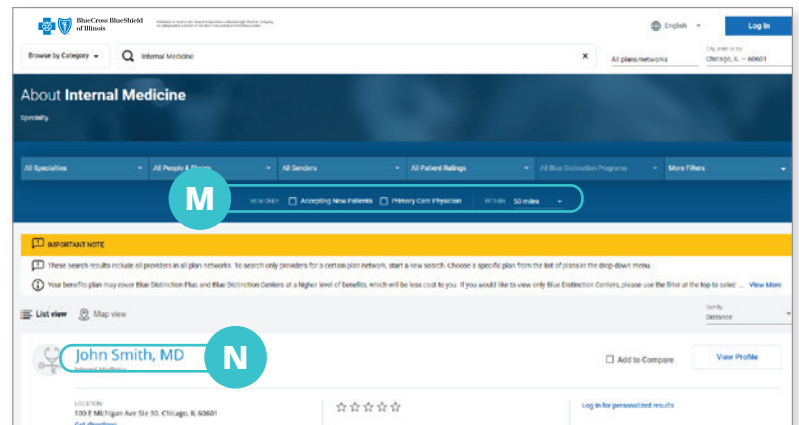 BlueCross BlueShield
of Illinois
English
Log In
Browse by Category
Internal Medicine
X
All plans networks
City, state or zip
Chicago, IL – 60601
About Internal Medicine
specialty.
All Specialties
All People &
All Genders
All Patient Ratings
All Blue Distinction Programs
More Filters
M
VIEW ONLY
Accepting New Patients
Primary Care Physician
WITHIN
50 miles
IMPORTANT NOTE
These search results include all providers in all plan networks. To search only providers for a certain plan network, start a new search. Choose a specific plan from the list of plans in the drop-down menu.
Your benefits plan may cover Blue Distinction Plus and Blue Distinction Centers at a higher level of benefits, which will be less cost to you. If you would like to view only Blue Distinction Centers, please use the filter at the top to selec ... View More
List view
Map view
Sort By
Distance
John Smith, MD
N
Internal Medicine
Add to Compare
View Profile
LOCATION
100 E Michigan Ave Ste 30, Chicago, IL 60601
Get directions
Log in for personalized results